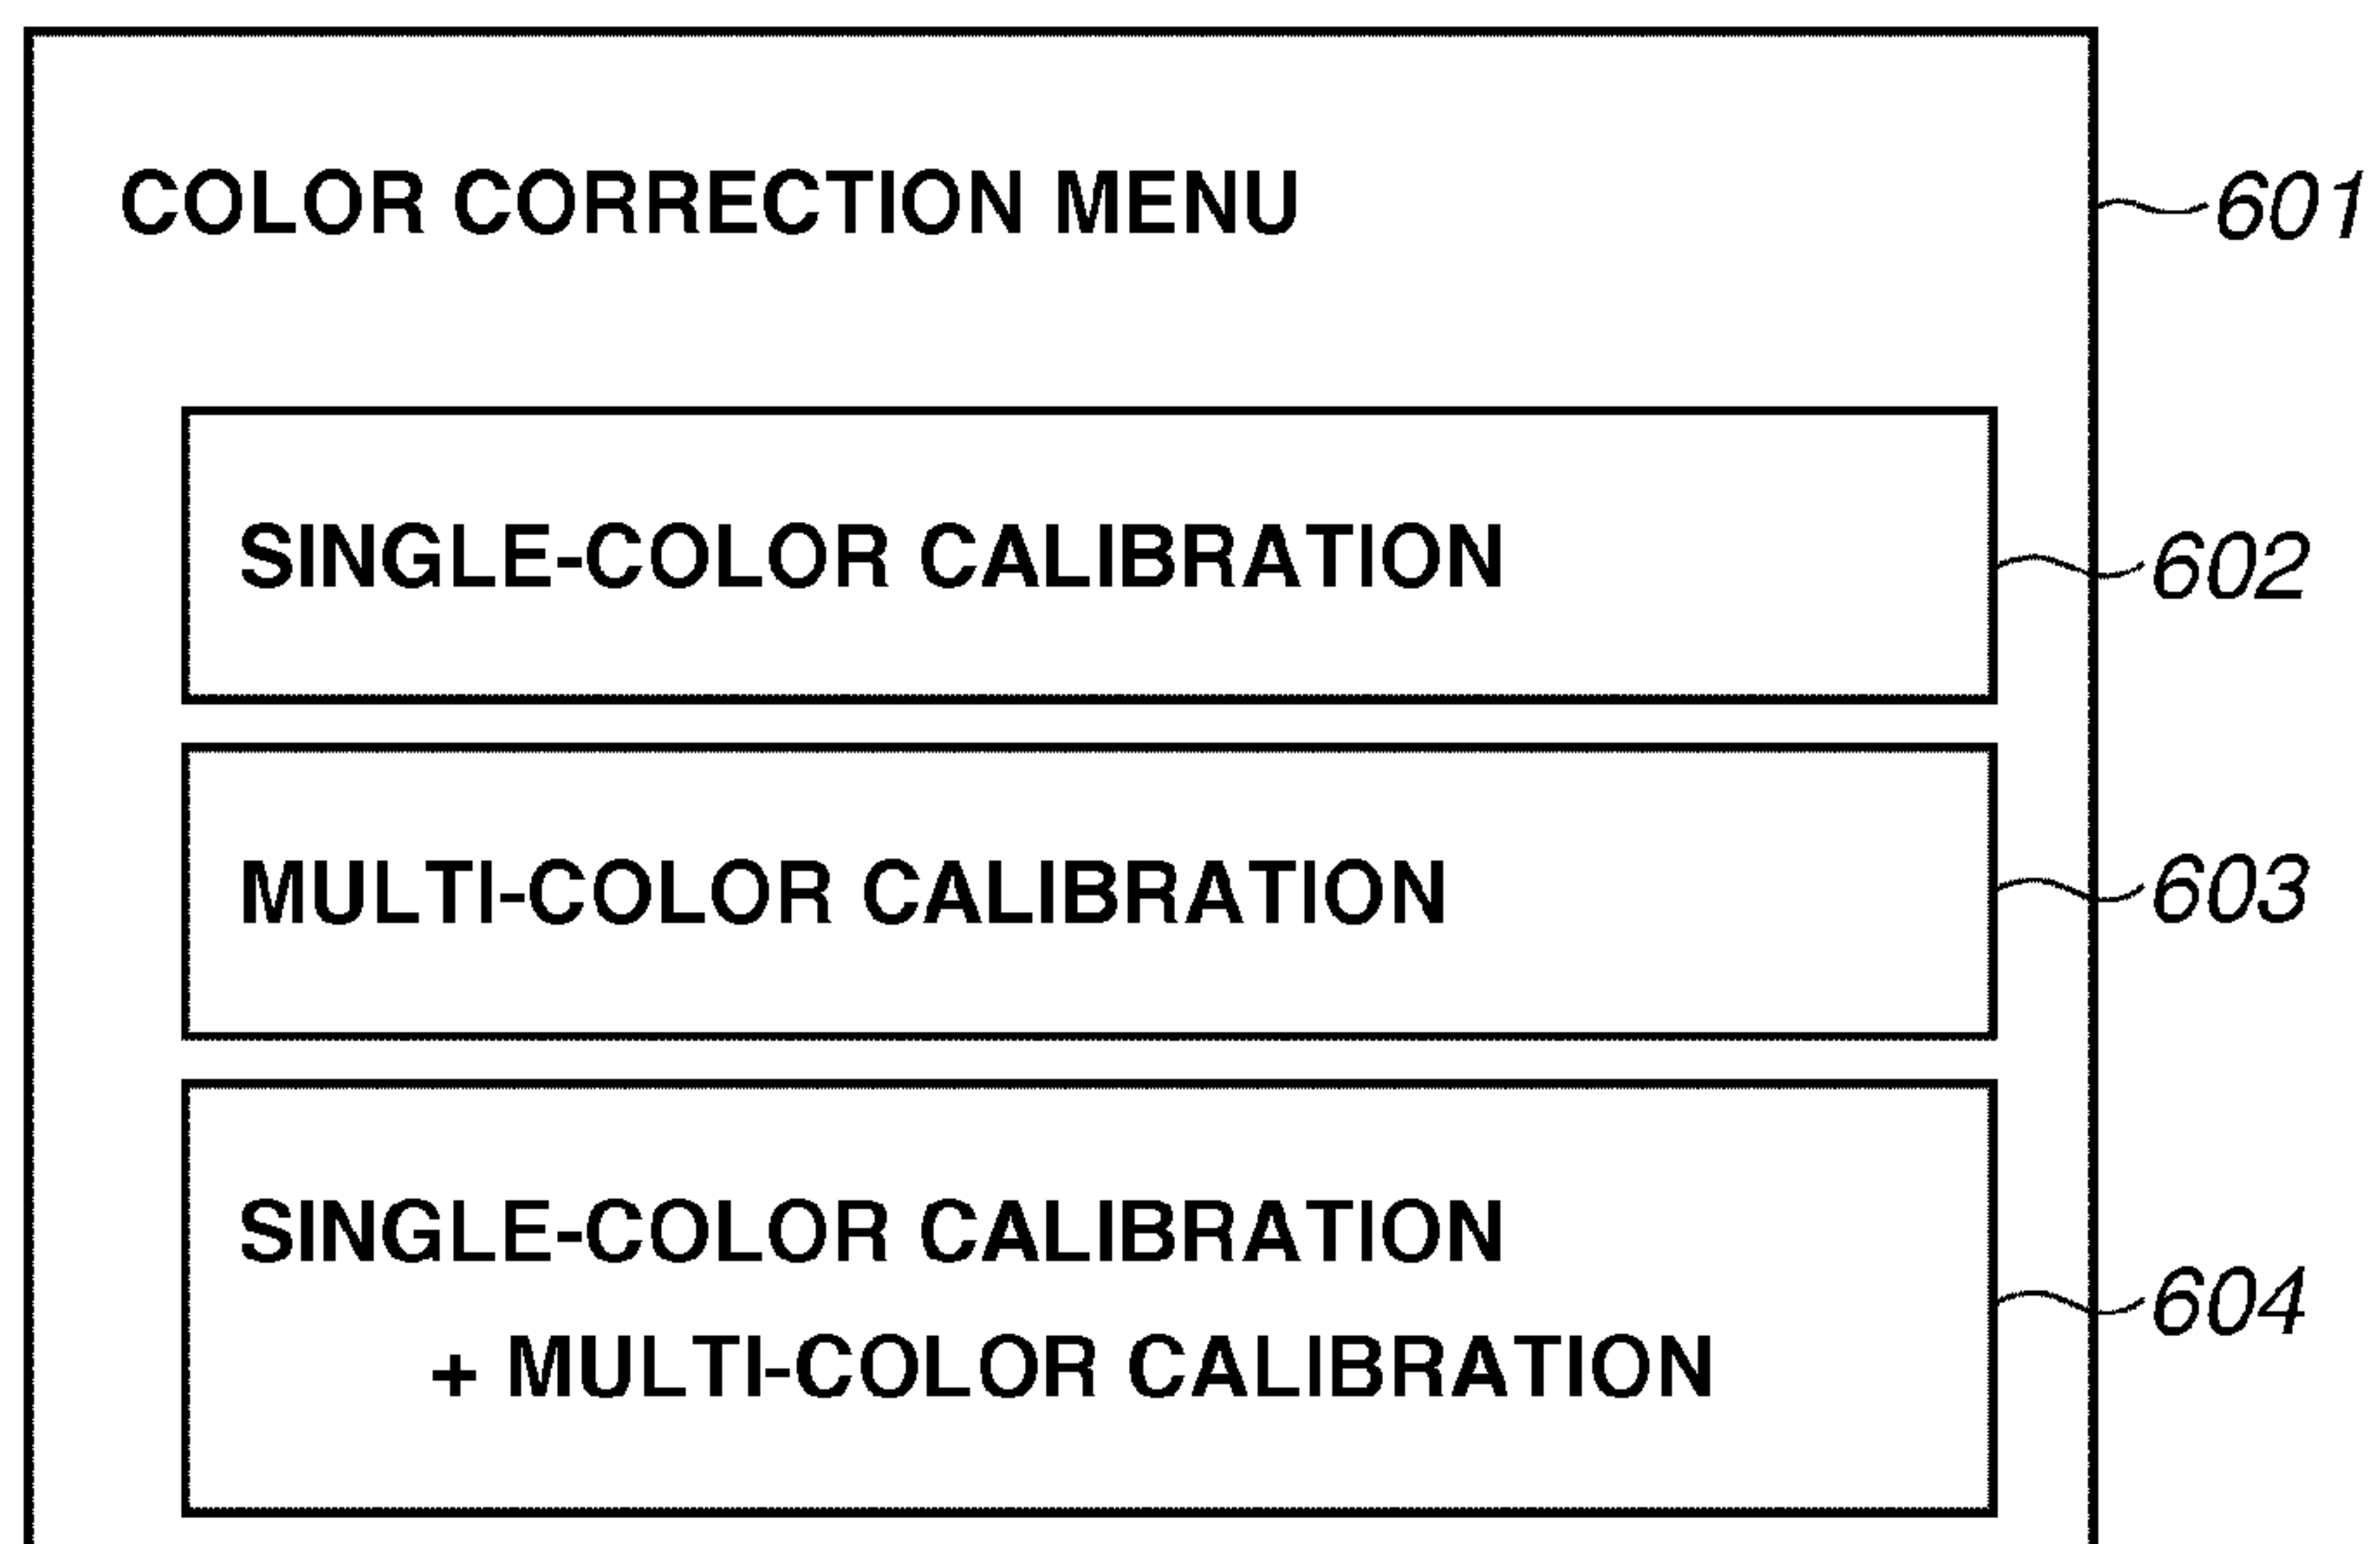 COLOR CORRECTION MENU
601
SINGLE-COLOR CALIBRATION
602
MULTI-COLOR CALIBRATION
603
SINGLE-COLOR CALIBRATION
+ MULTI-COLOR CALIBRATION
604